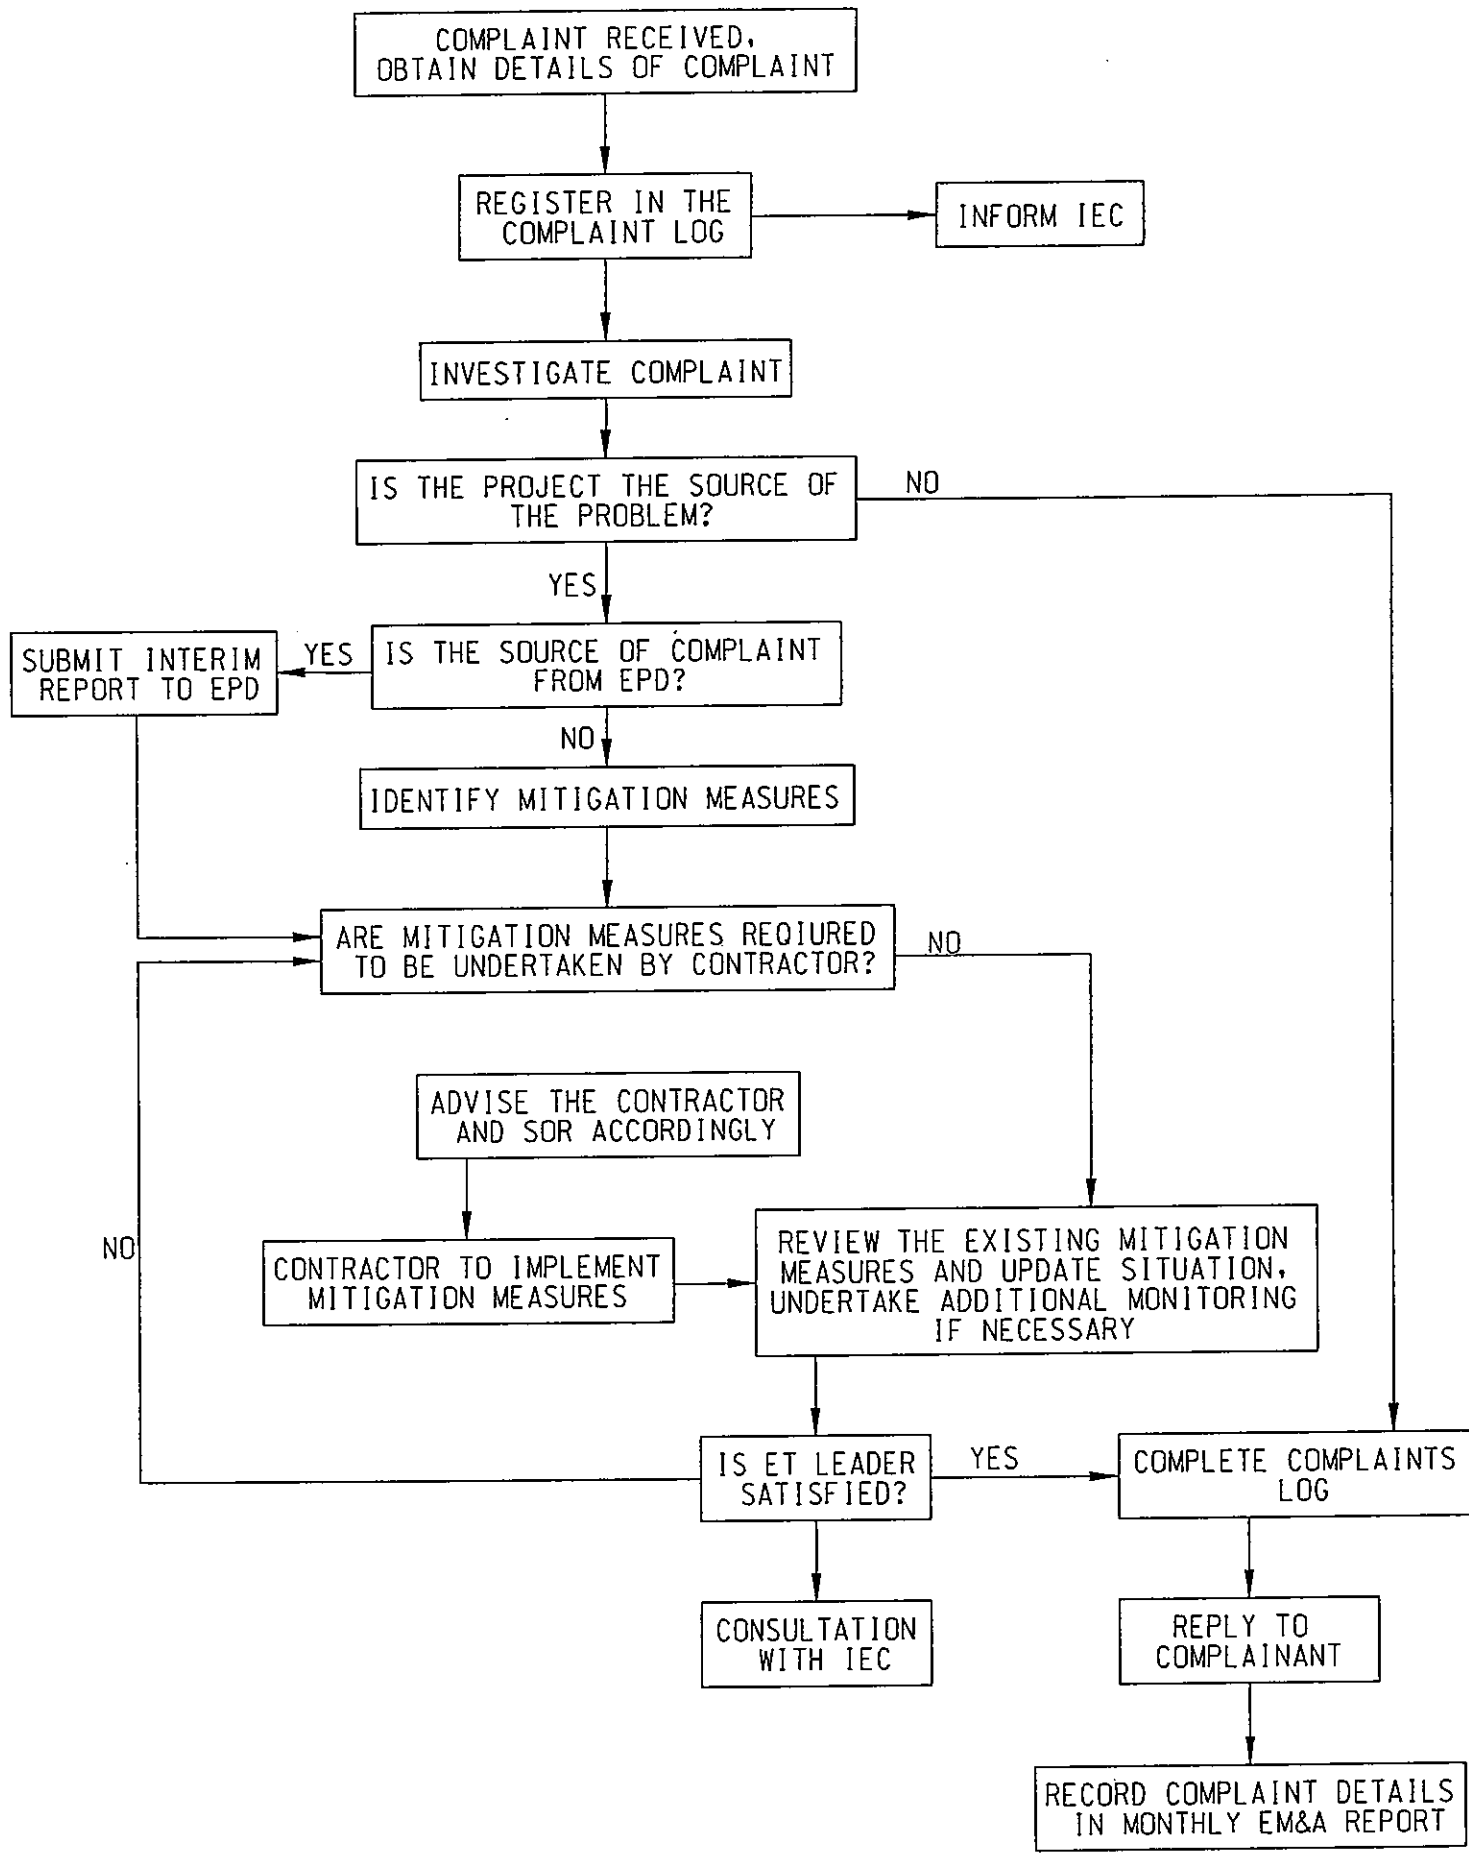 COMPLAINT RECEIVED,
OBTAIN DETAILS OF COMPLAINT
REGISTER IN THE
COMPLAINT LOG
INFORM IEC
INVESTIGATE COMPLAINT
IS THE PROJECT THE SOURCE OF
THE PROBLEM?
NO
YES
SUBMIT INTERIM
REPORT TO EPD
YES
IS THE SOURCE OF COMPLAINT
FROM EPD?
NO
IDENTIFY MITIGATION MEASURES
ARE MITIGATION MEASURES REQIURED
TO BE UNDERTAKEN BY CONTRACTOR?
NO
ADVISE THE CONTRACTOR
AND SOR ACCORDINGLY
NO
CONTRACTOR TO IMPLEMENT
MITIGATION MEASURES
REVIEW THE EXISTING MITIGATION
MEASURES AND UPDATE SITUATION,
UNDERTAKE ADDITIONAL MONITORING
IF NECESSARY
IS ET LEADER
SATISFIED?
YES
COMPLETE COMPLAINTS
LOG
CONSULTATION
WITH IEC
REPLY TO
COMPLAINANT
RECORD COMPLAINT DETAILS
IN MONTHLY EM&A REPORT